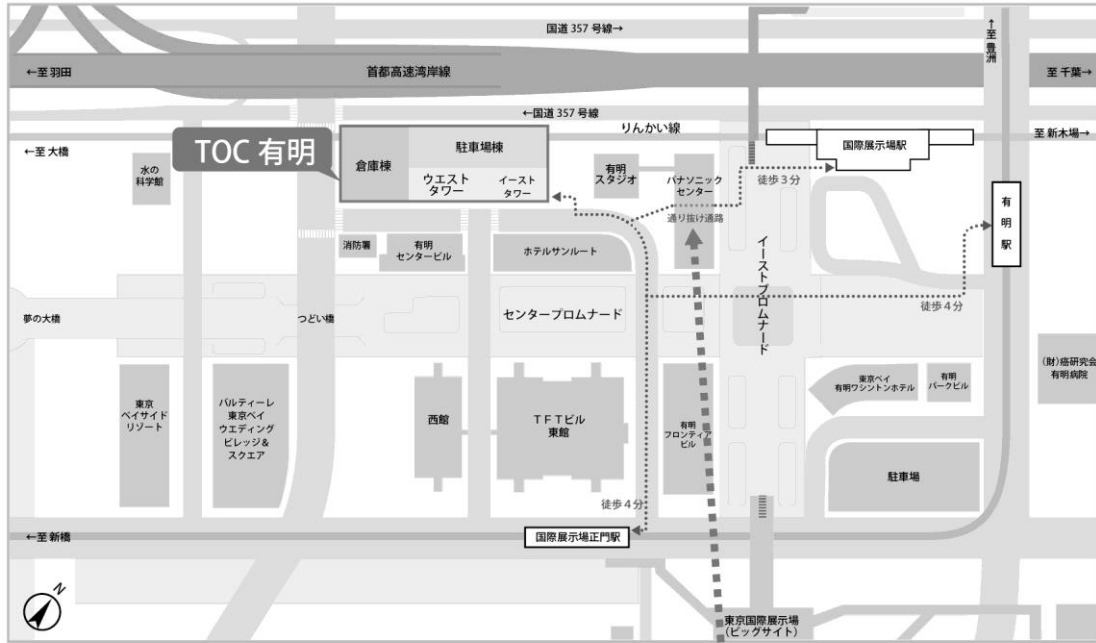 国道 357 号線→
↑至 豊洲
←至 羽田
首都高速湾岸線
至 千葉→
←国道 357 号線
りんかい線
←至 大橋
至 新木場→
TOC 有明
倉庫棟
駐車場棟
ウエスト
タワー
イースト
タワー
水の
科学館
有明
スタジオ
パナソニック
センター
国際展示場駅
徒歩 3 分
通り抜け通路
有明駅
消防署
有明
センタービル
ホテルサンルート
イーストプロムナード
夢の大橋
つどい橋
センタープロムナード
徒歩 4 分
(財)癌研究会
有明病院
東京
ベイサイド
リゾート
バルティーレ
東京ベイ
ウエディング
ビレッジ&
スクエア
西館
TFTビル
東館
有明
フロンティア
ビル
東京ベイ
有明ワシントンホテル
有明
パークビル
駐車場
徒歩 4 分
←至 新橋
国際展示場正門駅
N
東京国際展示場
(ビッグサイト)